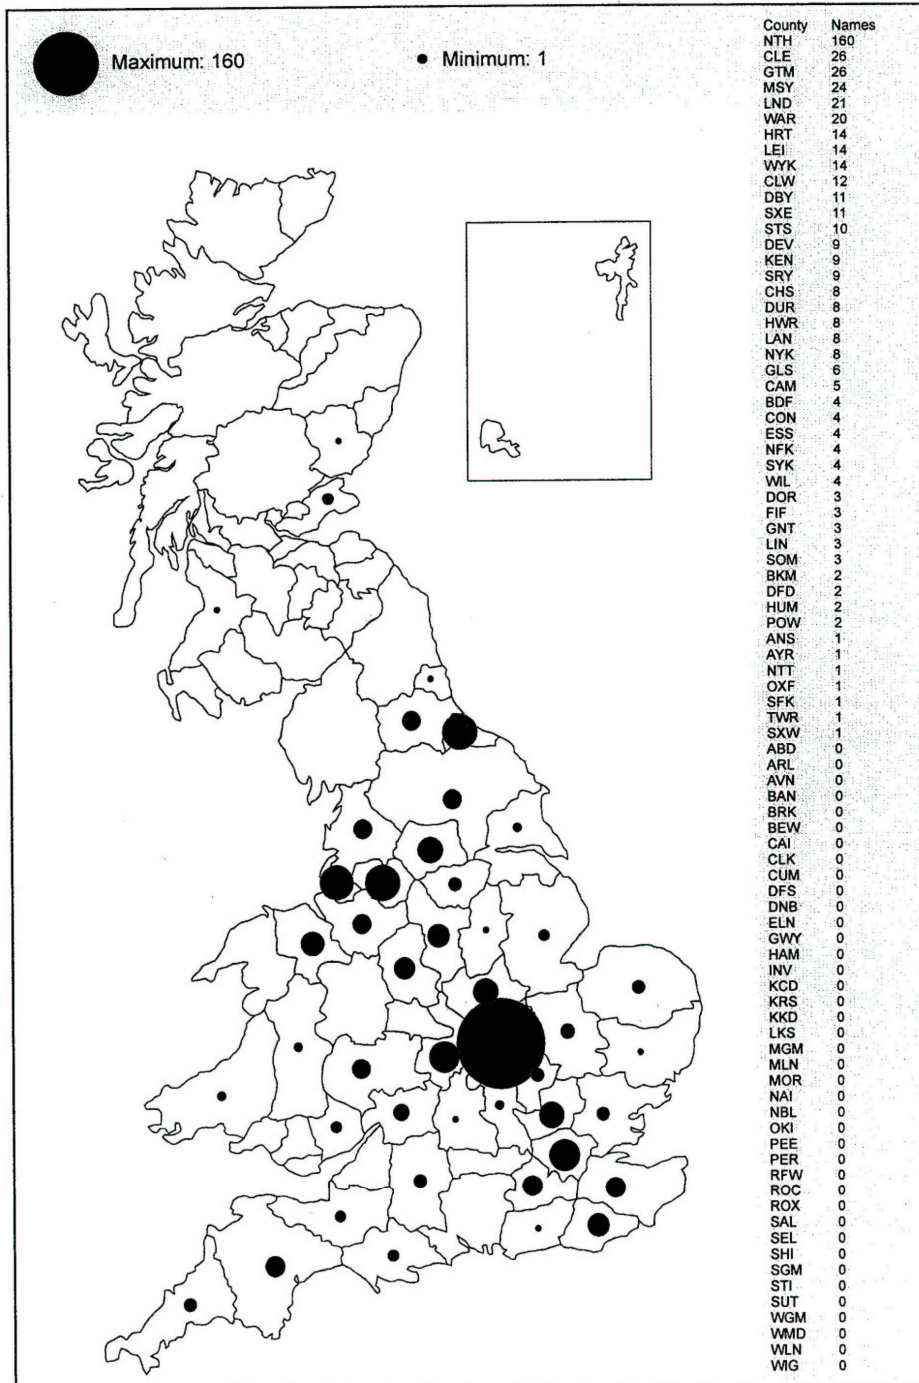 Maximum: 160
Minimum: 1
County Names
NTH 160
CLE 26
GTM 26
MSY 24
LND 21
WAR 20
HRT 14
LEI 14
WYK 14
CLW 12
DBY 11
SXE 11
STS 10
DEV 9
KEN 9
SRY 9
CHS 8
DUR 8
HWR 8
LAN 8
NYK 8
GLS 6
CAM 5
BDF 4
CON 4
ESS 4
NFK 4
SYK 4
WIL 4
DOR 3
FIF 3
GNT 3
LIN 3
SOM 3
BKM 2
DFD 2
HUM 2
POW 2
ANS 1
AYR 1
NTT 1
OXF 1
SFK 1
TWR 1
SXW 1
ABD 0
ARL 0
AVN 0
BAN 0
BRK 0
BEW 0
CAI 0
CLK 0
CUM 0
DFS 0
DNB 0
ELN 0
GWY 0
HAM 0
INV 0
KCD 0
KRS 0
KKD 0
LKS 0
MGM 0
MLN 0
MOR 0
NAI 0
NBL 0
OKI 0
PEE 0
PER 0
RFW 0
ROC 0
ROX 0
SAL 0
SEL 0
SHI 0
SGM 0
STI 0
SUT 0
WGM 0
WMD 0
WLN 0
WIG 0